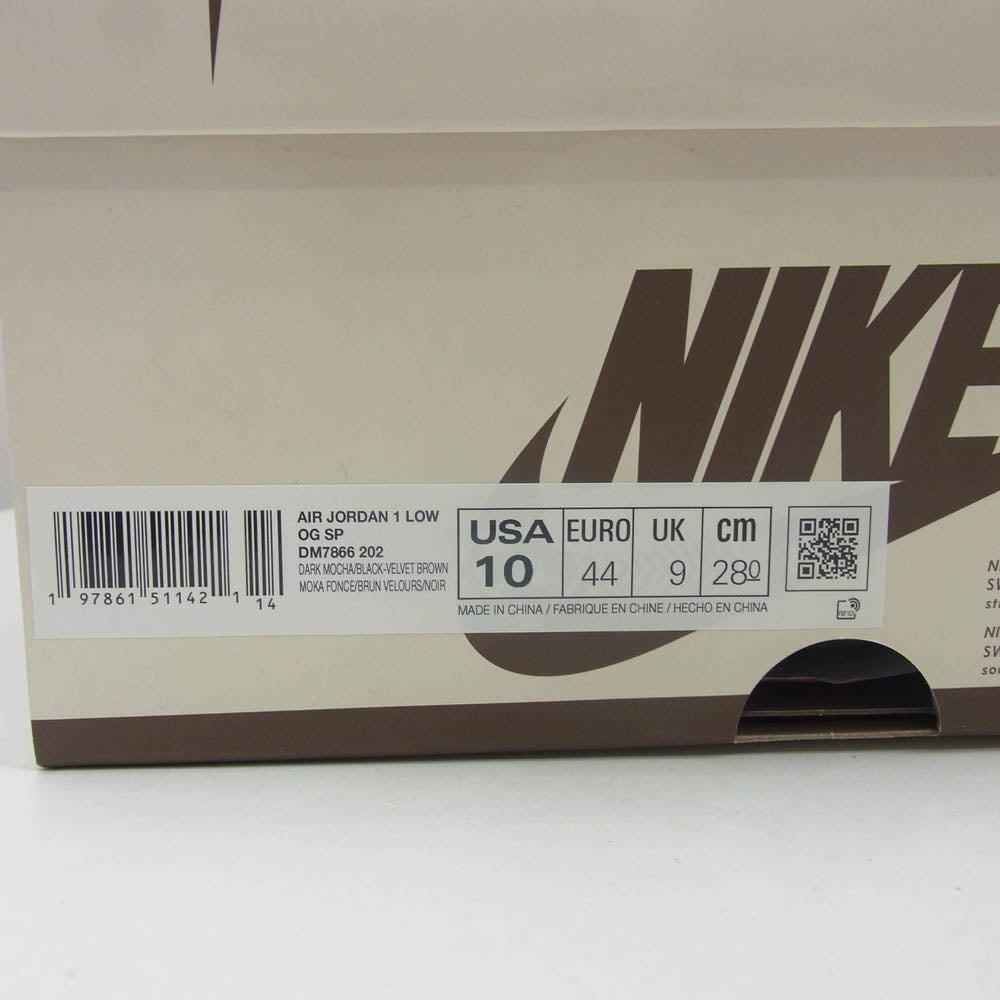 NIKE
AIR JORDAN 1 LOW
OG SP
DM7866 202
DARK MOCHA/BLACK-VELVET BROWN
MOKA FONCE/BRUN VELOURS/NOIR
1 97861 51142 1 14
USA EURO UK cm
10 44 9 280
MADE IN CHINA / FABRIQUE EN CHINE / HECHO EN CHINA
RFID